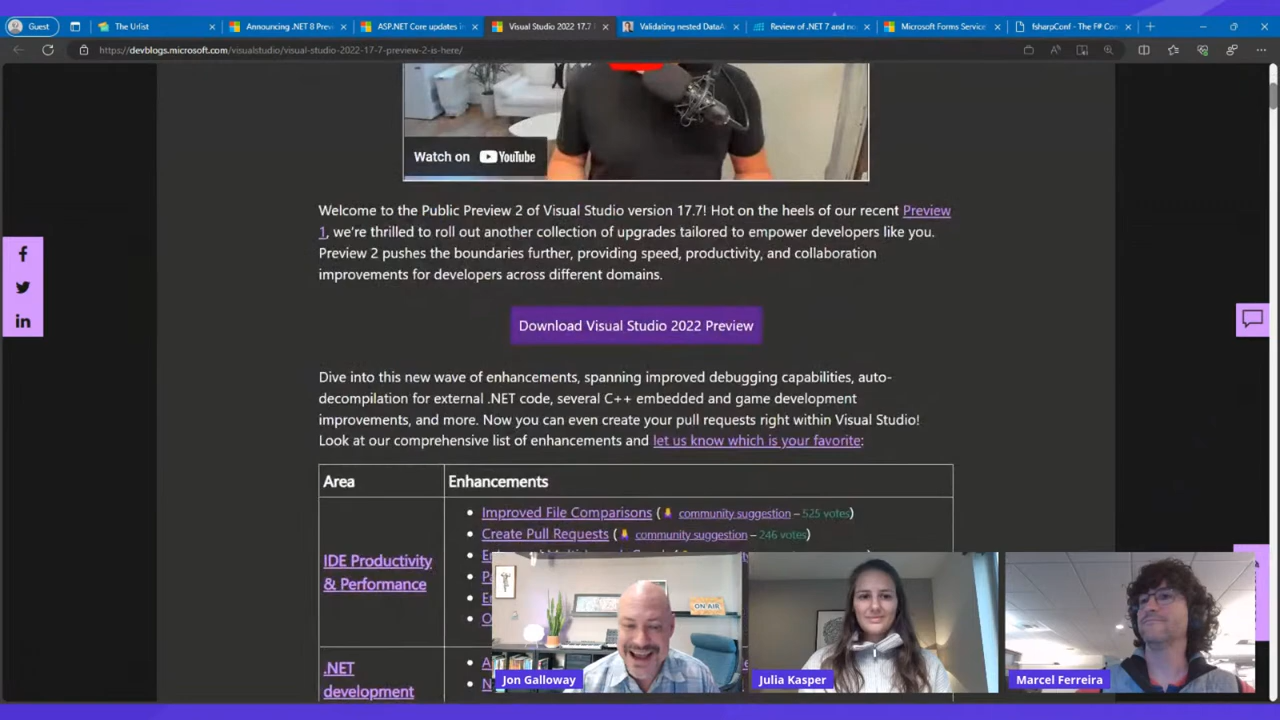 Guest
The Urlist
Announcing .NET 8 Previ
ASP.NET Core updates in
Visual Studio 2022 17.7
Validating nested DataA
Review of .NET 7 and no
Microsoft Forms Service
fsharpConf - The F# Con
https://devblogs.microsoft.com/visualstudio/visual-studio-2022-17-7-preview-2-is-here/
Watch on YouTube
Welcome to the Public Preview 2 of Visual Studio version 17.7! Hot on the heels of our recent Preview
1, we're thrilled to roll out another collection of upgrades tailored to empower developers like you.
Preview 2 pushes the boundaries further, providing speed, productivity, and collaboration
improvements for developers across different domains.
Download Visual Studio 2022 Preview
Dive into this new wave of enhancements, spanning improved debugging capabilities, auto-
decompilation for external .NET code, several C++ embedded and game development
improvements, and more. Now you can even create your pull requests right within Visual Studio!
Look at our comprehensive list of enhancements and let us know which is your favorite:
Area Enhancements
Improved File Comparisons ( community suggestion – 525 votes)
Create Pull Requests ( community suggestion – 246 votes)
IDE Productivity
& Performance
.NET
development
ON AIR
Jon Galloway
Julia Kasper
Marcel Ferreira